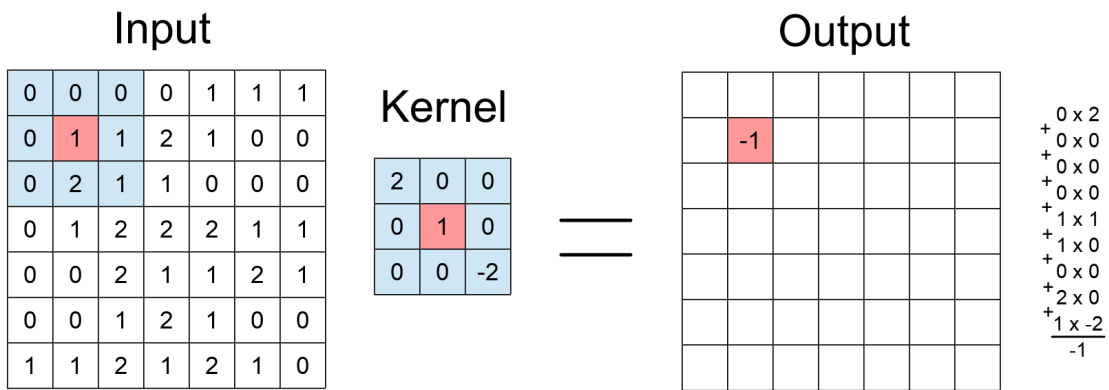 Input
0 0 0 0 1 1 1
0 1 1 2 1 0 0
0 2 1 1 0 0 0
0 1 2 2 2 1 1
0 0 2 1 1 2 1
0 0 1 2 1 0 0
1 1 2 1 2 1 0
Kernel
2 0 0
0 1 0
0 0 -2
=
Output
-1
0 x 2
+ 0 x 0
+ 0 x 0
+ 0 x 0
+ 1 x 1
+ 1 x 0
+ 0 x 0
+ 2 x 0
+ 1 x -2
-1